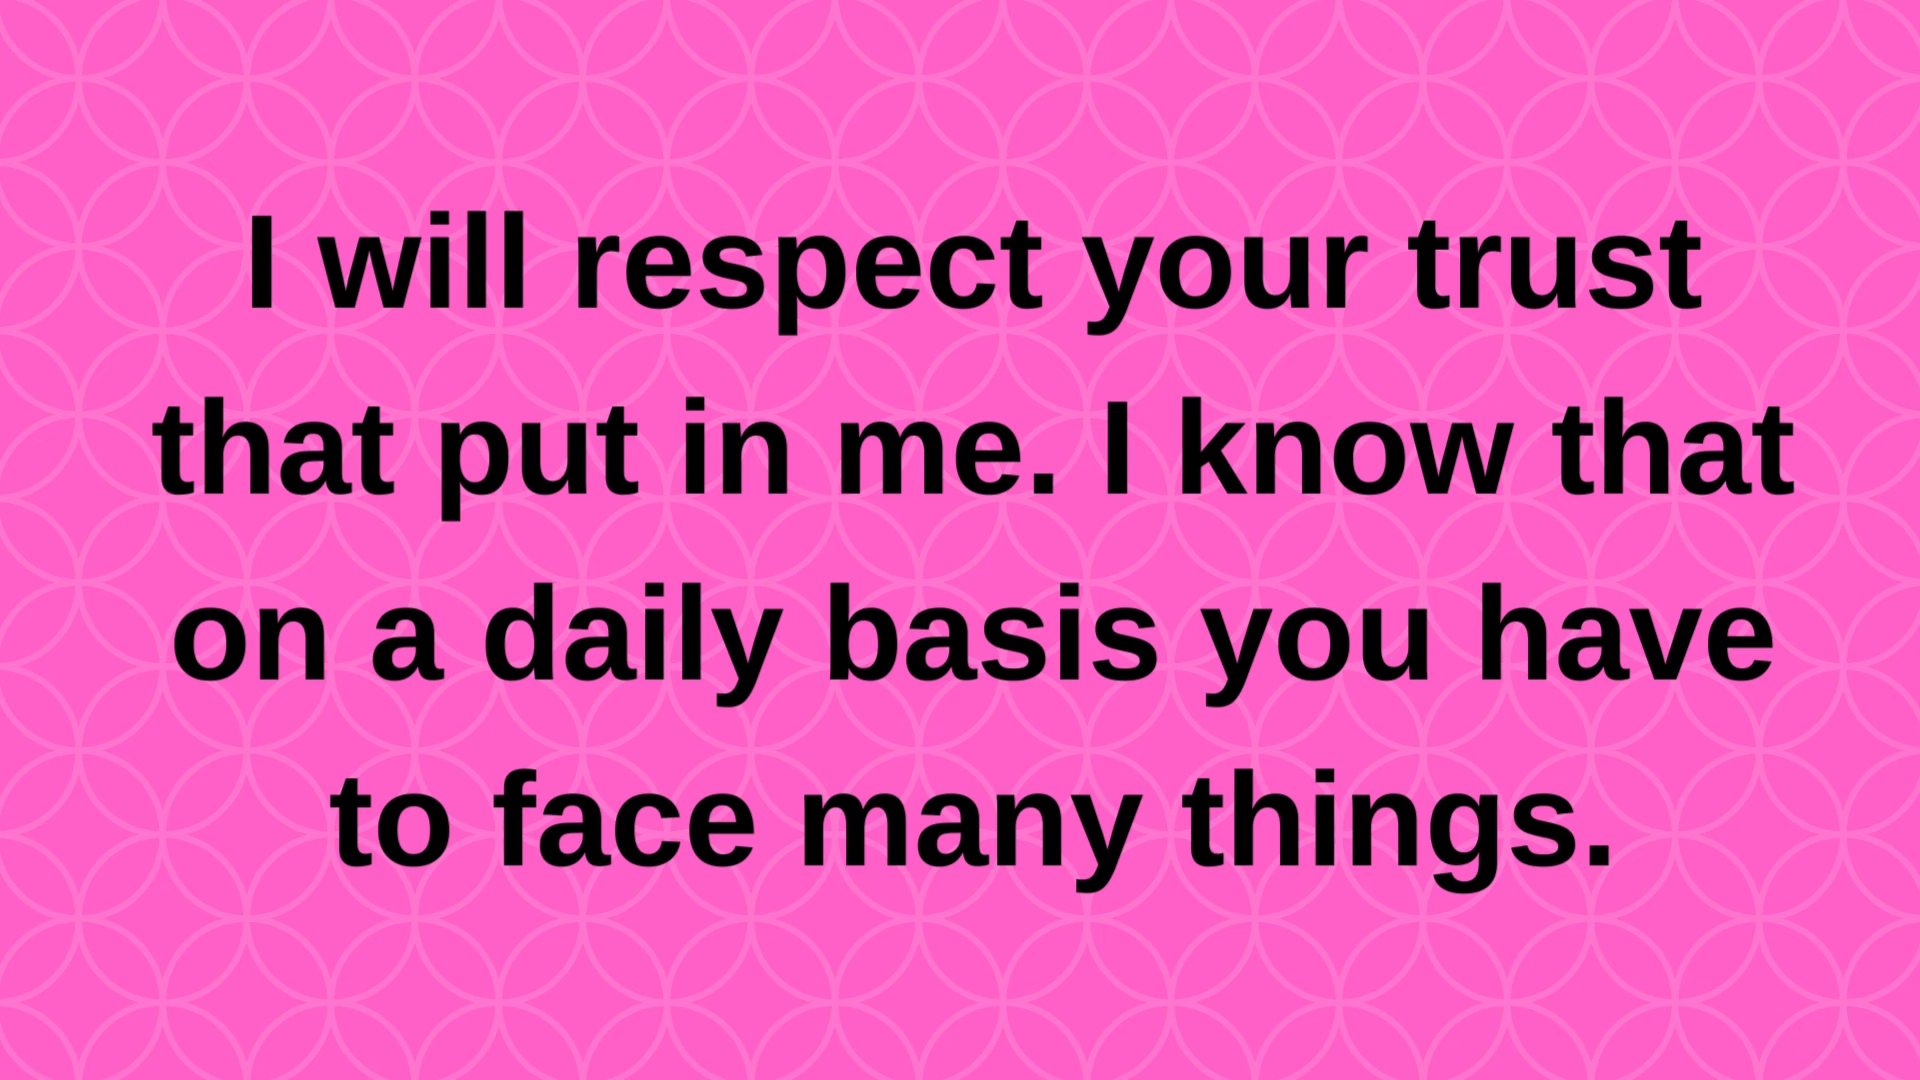 I will respect your trust
that put in me. I know that
on a daily basis you have
to face many things.